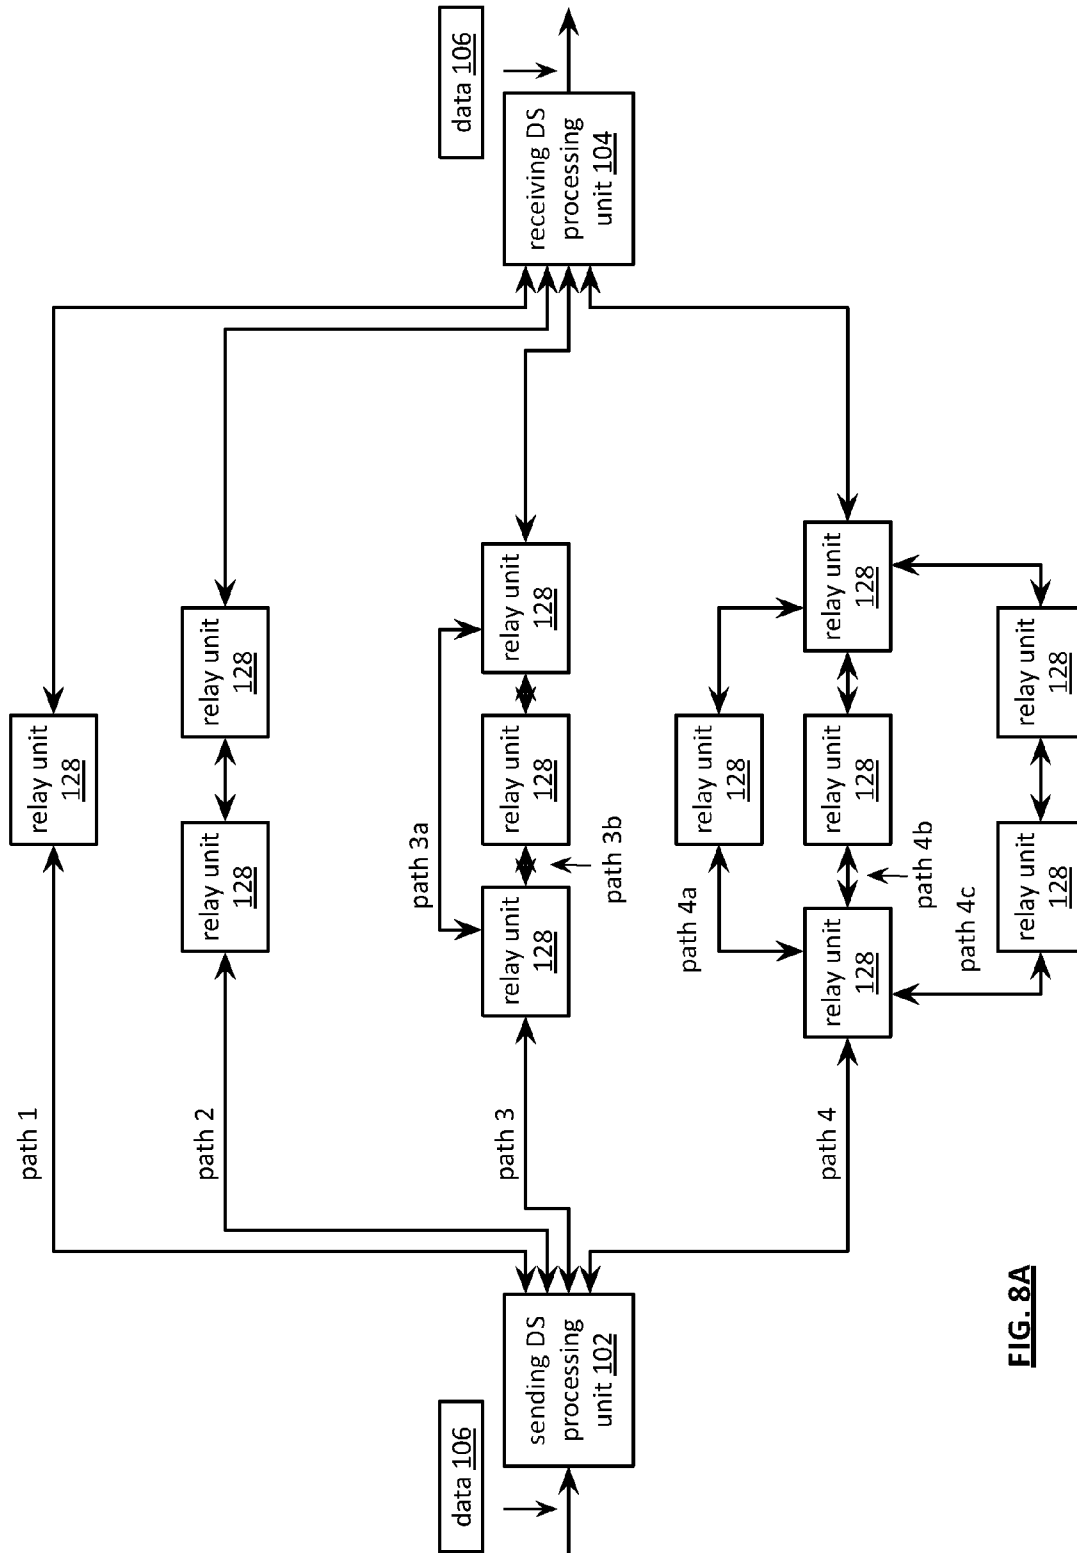 path 1
relay unit
128
path 2
relay unit
128
relay unit
128
data 106
sending DS
processing
unit 102
path 3
path 3a
relay unit
128
relay unit
128
relay unit
128
path 3b
data 106
receiving DS
processing
unit 104
path 4
path 4a
relay unit
128
relay unit
128
relay unit
128
relay unit
128
path 4b
path 4c
relay unit
128
relay unit
128
FIG. 8A